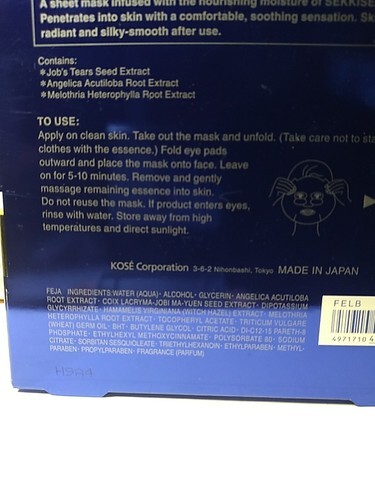 A sheet mask infused with the nourishing moisture of SEKKISE
Penetrates into skin with a comfortable, soothing sensation. Sk
radiant and silky-smooth after use.
Contains:
*Job's Tears Seed Extract
*Angelica Acutiloba Root Extract
*Melothria Heterophylla Root Extract
TO USE:
Apply on clean skin. Take out the mask and unfold. (Take care not to sta
clothes with the essence.) Fold eye pads
outward and place the mask onto face. Leave
on for 5-10 minutes. Remove and gently
massage remaining essence into skin.
Do not reuse the mask. If product enters eyes,
rinse with water. Store away from high
temperatures and direct sunlight.
KOSÉ Corporation 3-6-2 Nihonbashi, Tokyo MADE IN JAPAN
FEJA INGREDIENTS:WATER (AQUA)・ALCOHOL・GLYCERIN・ANGELICA ACUTILOBA
ROOT EXTRACT・COIX LACRYMA-JOBI MA-YUEN SEED EXTRACT・DIPOTASSIUM
GLYCYRRHIZATE・HAMAMELIS VIRGINIANA (WITCH HAZEL) EXTRACT・MELOTHRIA
HETEROPHYLLA ROOT EXTRACT・TOCOPHERYL ACETATE・TRITICUM VULGARE
(WHEAT) GERM OIL・BHT・BUTYLENE GLYCOL・CITRIC ACID・DI-C12-15 PARETH-8
PHOSPHATE・ETHYLHEXYL METHOXYCINNAMATE・POLYSORBATE 80・SODIUM
CITRATE・SORBITAN SESQUIOLEATE・TRIETHYLHEXANOIN・ETHYLPARABEN・METHYL-
PARABEN・PROPYLPARABEN・FRAGRANCE (PARFUM)
FELB
4971710 4